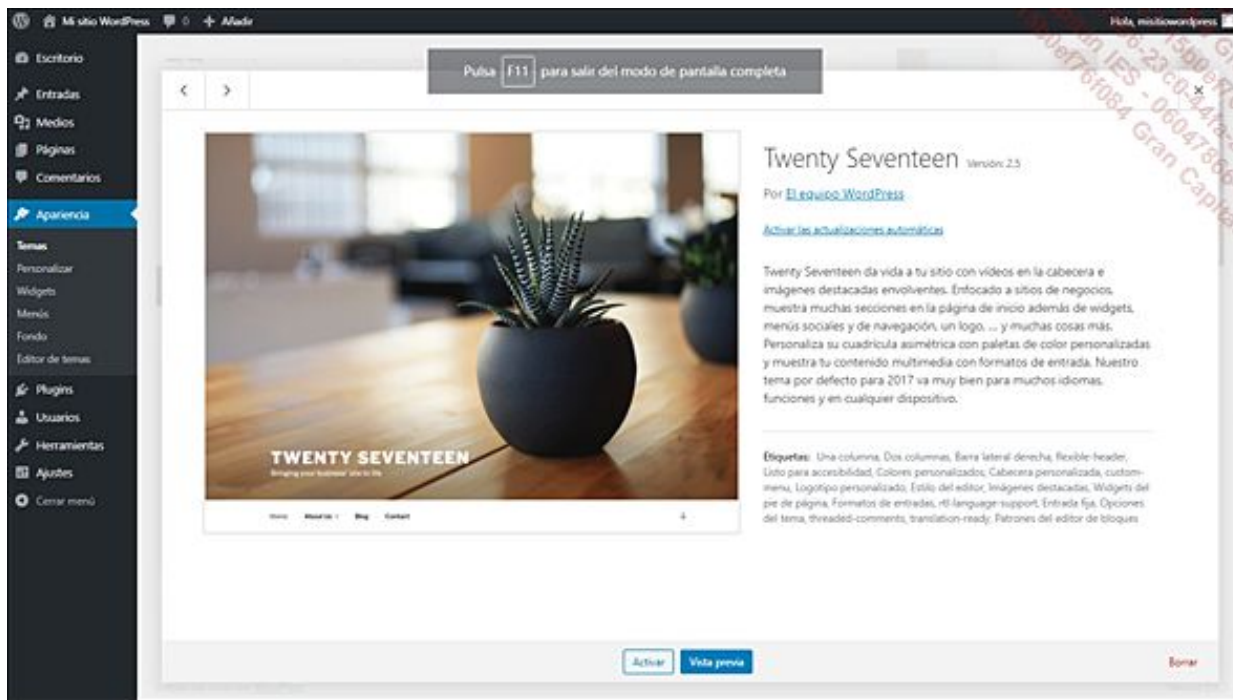 Mi sitio WordPress 0 + Añadir
Hola, misitiowordpress
Escritorio
Entradas
Medios
Páginas
Comentarios
Apariencia
Temas
Personalizar
Widgets
Menús
Fondo
Editor de temas
Plugins
Usuarios
Herramientas
Ajustes
Cerrar menú
Pulsa F11 para salir del modo de pantalla completa
TWENTY SEVENTEEN
Bringing your business' site to life
Home About Us Blog Contact
Twenty Seventeen Versión: 2.5
Por El equipo WordPress
Activar las actualizaciones automáticas
Twenty Seventeen da vida a tu sitio con vídeos en la cabecera e
imágenes destacadas envolventes. Enfocado a sitios de negocios,
muestra muchas secciones en la página de inicio además de widgets,
menús sociales y de navegación, un logo, ... y muchas cosas más.
Personaliza su cuadrícula asimétrica con paletas de color personalizadas
y muestra tu contenido multimedia con formatos de entrada. Nuestro
tema por defecto para 2017 va muy bien para muchos idiomas,
funciones y en cualquier dispositivo.
Etiquetas: Una columna, Dos columnas, Barra lateral derecha, flexible-header,
Listo para accesibilidad, Colores personalizados, Cabecera personalizada, custom-
menu, Logotipo personalizado, Estilo del editor, Imágenes destacadas, Widgets del
pie de página, Formatos de entradas, rtl-language-support, Entrada fija, Opciones
del tema, threaded-comments, translation-ready, Patrones del editor de bloques
Activar Vista previa Borrar